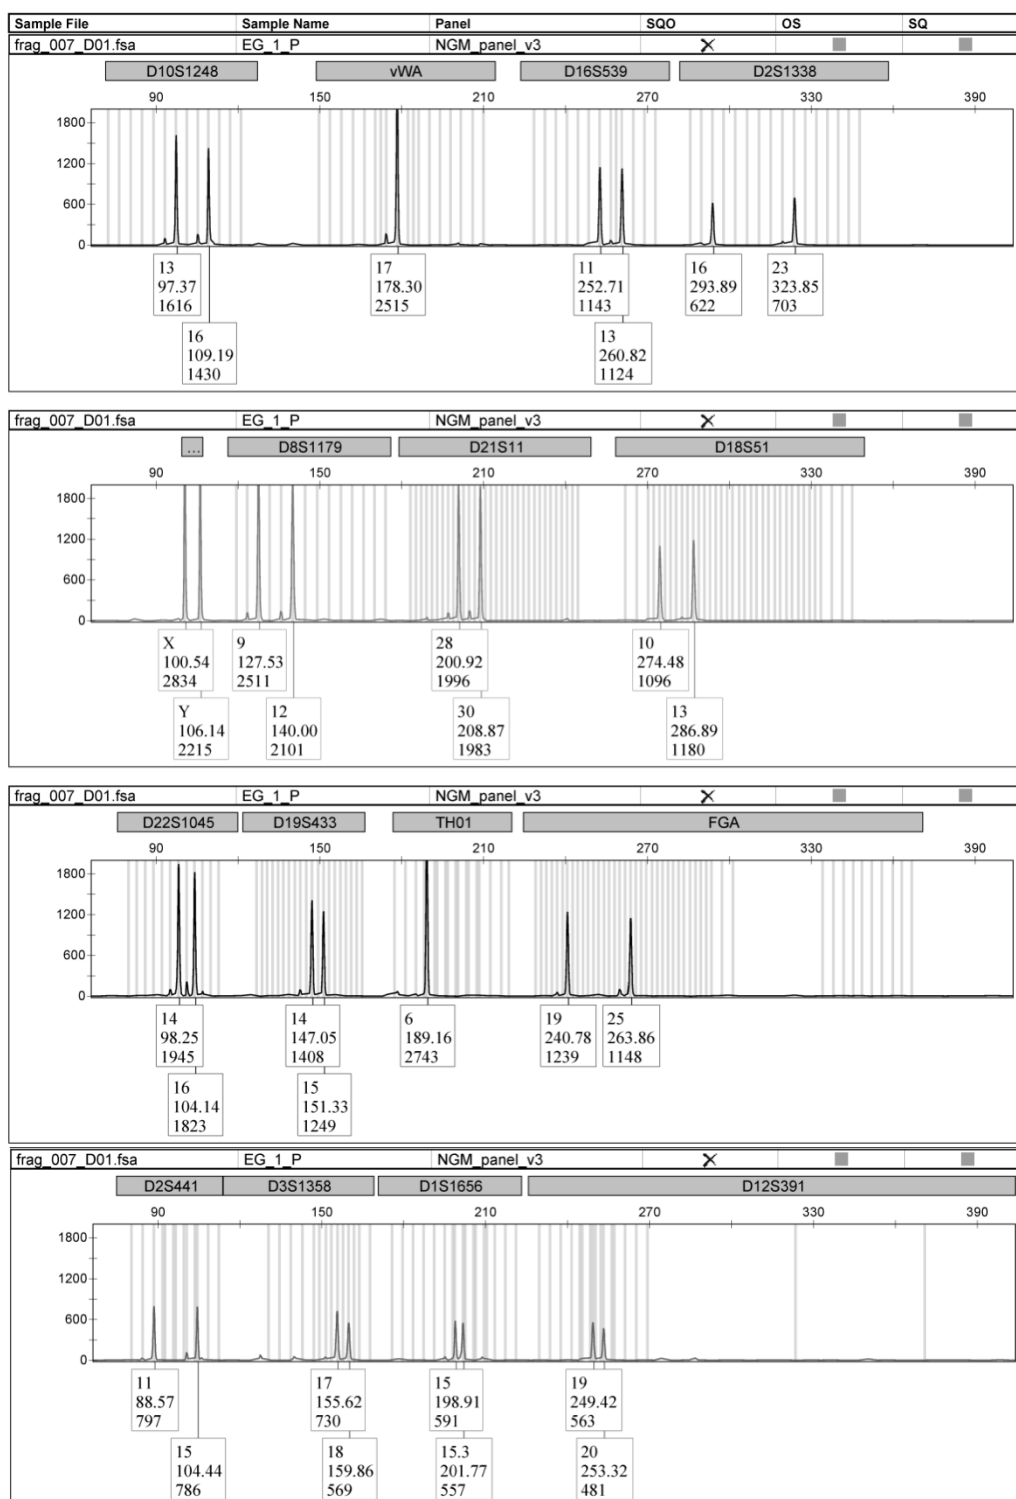 Sample File Sample Name Panel SQO OS SQ
frag_007_D01.fsa EG_1_P NGM_panel_v3
D10S1248 vWA D16S539 D2S1338
90 150 210 270 330 390
1800
1200
600
0
13 17 11 16 23
97.37 178.30 252.71 293.89 323.85
1616 2515 1143 622 703
16 13
109.19 260.82
1430 1124
frag_007_D01.fsa EG_1_P NGM_panel_v3
... D8S1179 D21S11 D18S51
90 150 210 270 330 390
1800
1200
600
0
X 9 28 10
100.54 127.53 200.92 274.48
2834 2511 1996 1096
Y 12 30 13
106.14 140.00 208.87 286.89
2215 2101 1983 1180
frag_007_D01.fsa EG_1_P NGM_panel_v3
D22S1045 D19S433 TH01 FGA
90 150 210 270 330 390
1800
1200
600
0
14 14 6 19 25
98.25 147.05 189.16 240.78 263.86
1945 1408 2743 1239 1148
16 15
104.14 151.33
1823 1249
frag_007_D01.fsa EG_1_P NGM_panel_v3
D2S441 D3S1358 D1S1656 D12S391
90 150 210 270 330 390
1800
1200
600
0
11 17 15 19
88.57 155.62 198.91 249.42
797 730 591 563
15 18 15.3 20
104.44 159.86 201.77 253.32
786 569 557 481